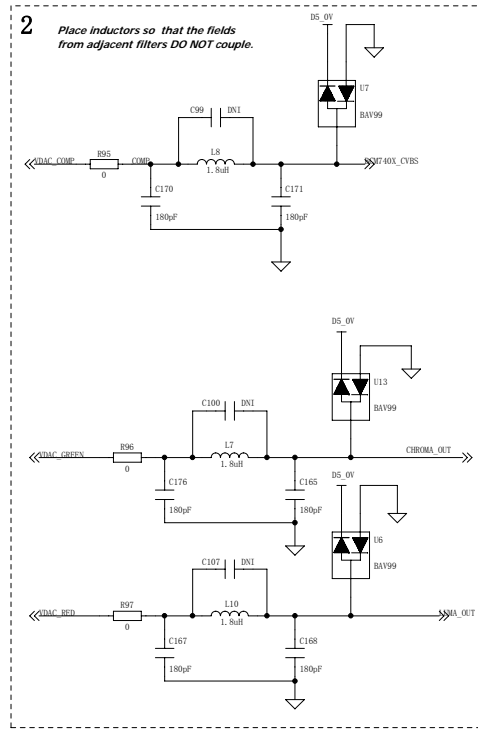 2
Place inductors so that the fields
from adjacent filters DO NOT couple.
D5_0V
U7
BAV99
C99 DNI
L8
1.8uH
VDAC_COMP
R95
0
COMP
C170
180pF
C171
180pF
D5_0V
U13
BAV99
C100 DNI
L7
1.8uH
VDAC_GREEN
R96
0
CHROMA_OUT
C176
180pF
C165
180pF
D5_0V
U6
BAV99
C107 DNI
L10
1.8uH
VDAC_RED
R97
0
C167
180pF
C168
180pF